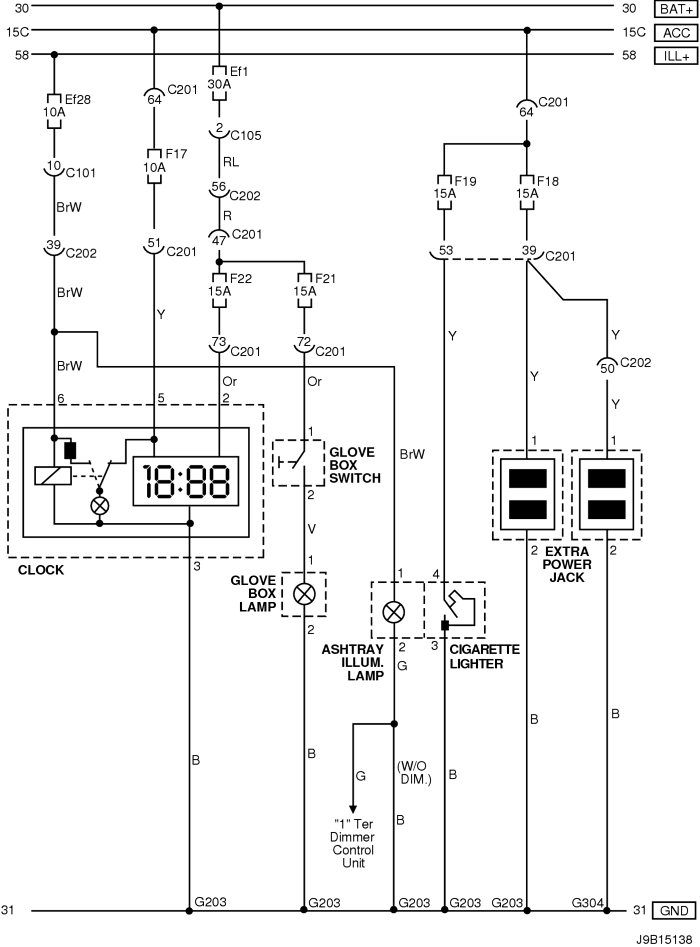 30 30 BAT+
15C 15C ACC
58 58 ILL+
Ef28
10A
10
C101
BrW
39
C202
BrW
BrW
6
64
C201
F17
10A
51
C201
Y
5
Ef1
30A
2
C105
RL
56
C202
R
47
C201
F22
15A
73
C201
Or
2
F21
15A
72
C201
Or
1
64
C201
F19
15A
F18
15A
53
39
C201
Y
Y
Y
50
C202
Y
18:88
CLOCK
3
GLOVE
BOX
SWITCH
2
V
1
GLOVE
BOX
LAMP
2
BrW
1
ASHTRAY
ILLUM.
LAMP
2
G
4
3
CIGARETTE
LIGHTER
1
1
2
2
EXTRA
POWER
JACK
B
B
G
(W/O
DIM.)
B
"1" Ter
Dimmer
Control
Unit
B
B
B
31 G203 G203 G203 G203 G203 G304 31 GND
J9B15138